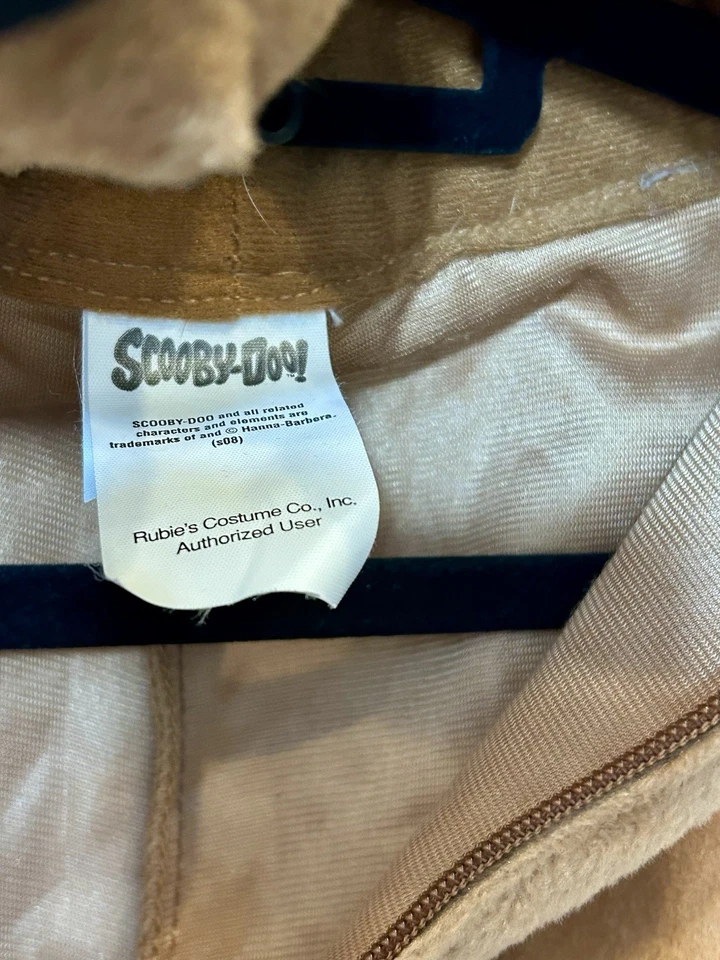 SCOOBY-DOO!
SCOOBY-DOO and all related
characters and elements are
trademarks of and © Hanna-Barbera.
(s08)
Rubie's Costume Co., Inc.
Authorized User